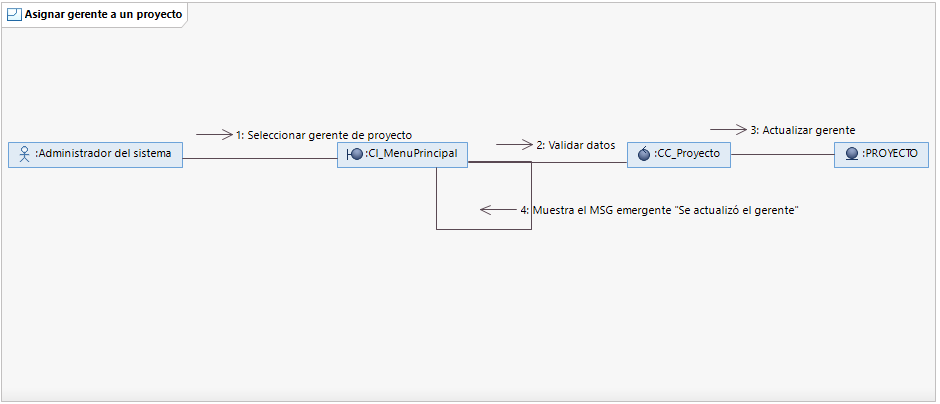 Asignar gerente a un proyecto
1: Seleccionar gerente de proyecto
3: Actualizar gerente
2: Validar datos
:Administrador del sistema
:CI_MenuPrincipal
:CC_Proyecto
:PROYECTO
4: Muestra el MSG emergente "Se actualizó el gerente"